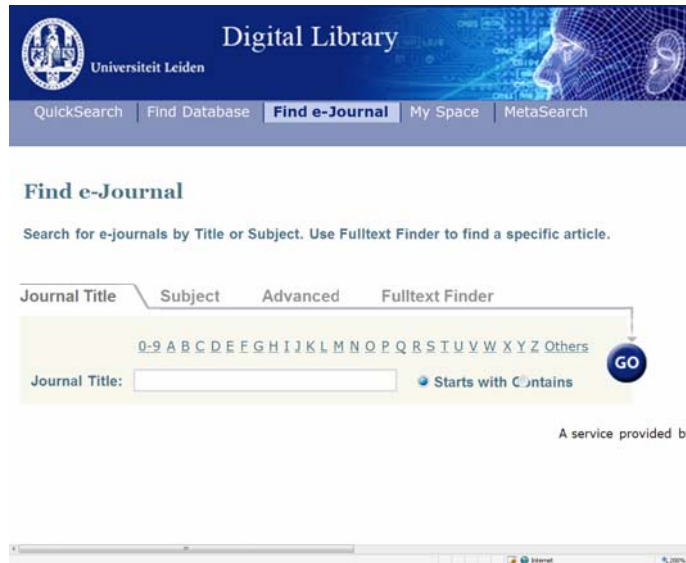 Digital Library
Universiteit Leiden
QuickSearch Find Database Find e-Journal My Space MetaSearch
Find e-Journal
Search for e-journals by Title or Subject. Use Fulltext Finder to find a specific article.
Journal Title Subject Advanced Fulltext Finder
0-9 A B C D E F G H I J K L M N O P Q R S T U V W X Y Z Others
GO
Journal Title: Starts with Contains
A service provided b
Internet 200%